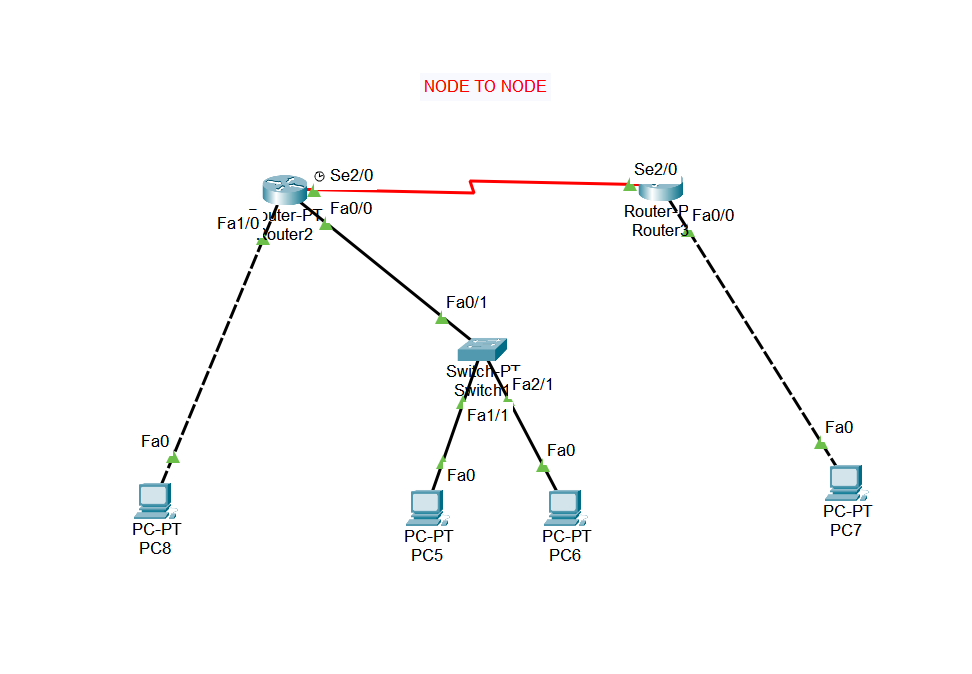 NODE TO NODE
Se2/0
Se2/0
Fa0/0
Router-PT
Router2
Fa1/0
Router-P
Router3
Fa0/0
Fa0/1
Switch-PT
Switch1
Fa2/1
Fa1/1
Fa0
Fa0
Fa0
Fa0
PC-PT
PC8
PC-PT
PC5
PC-PT
PC6
PC-PT
PC7